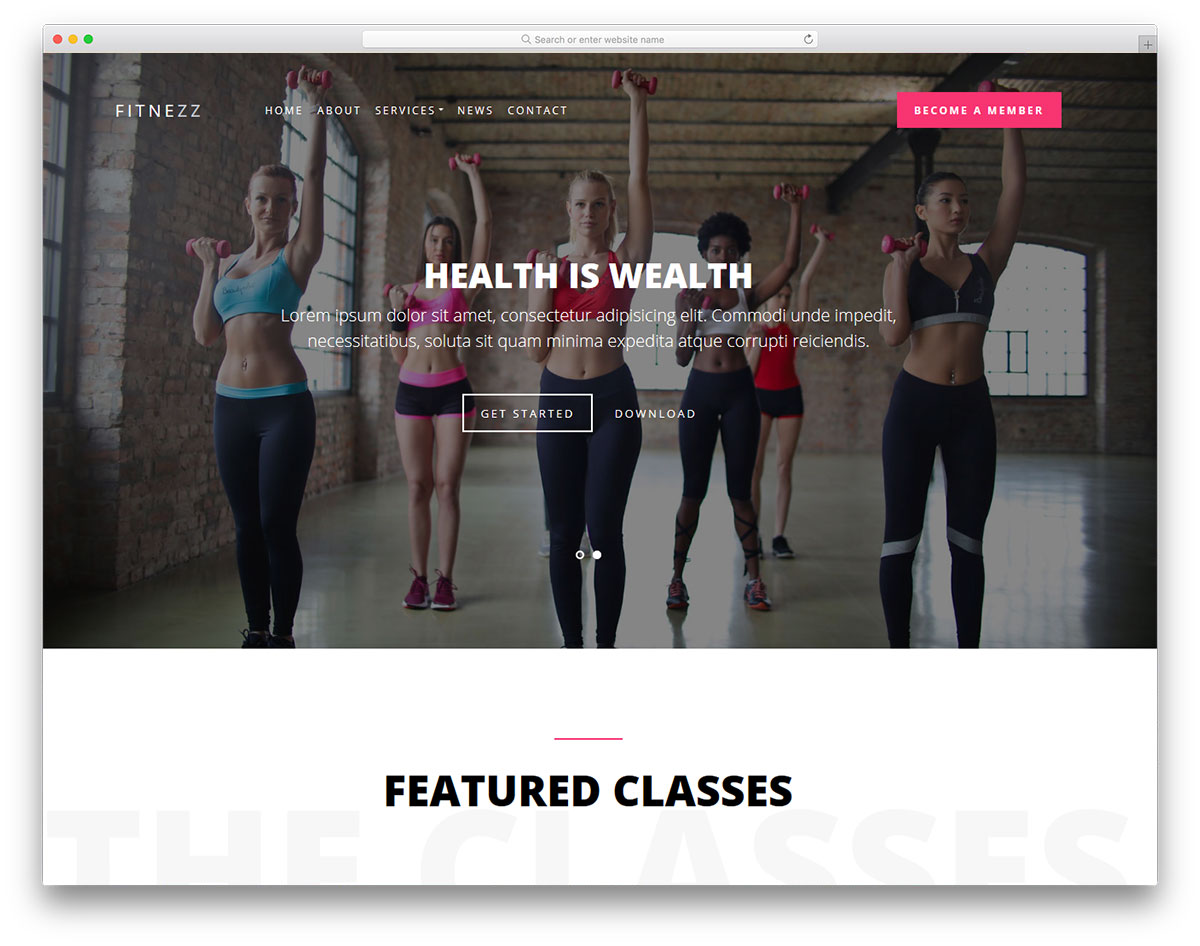 Search or enter website name
FITNEZZ
HOME ABOUT SERVICES NEWS CONTACT
BECOME A MEMBER
HEALTH IS WEALTH
Lorem ipsum dolor sit amet, consectetur adipisicing elit. Commodi unde impedit,
necessitatibus, soluta sit quam minima expedita atque corrupti reiciendis.
GET STARTED DOWNLOAD
FEATURED CLASSES
THE CLASSES